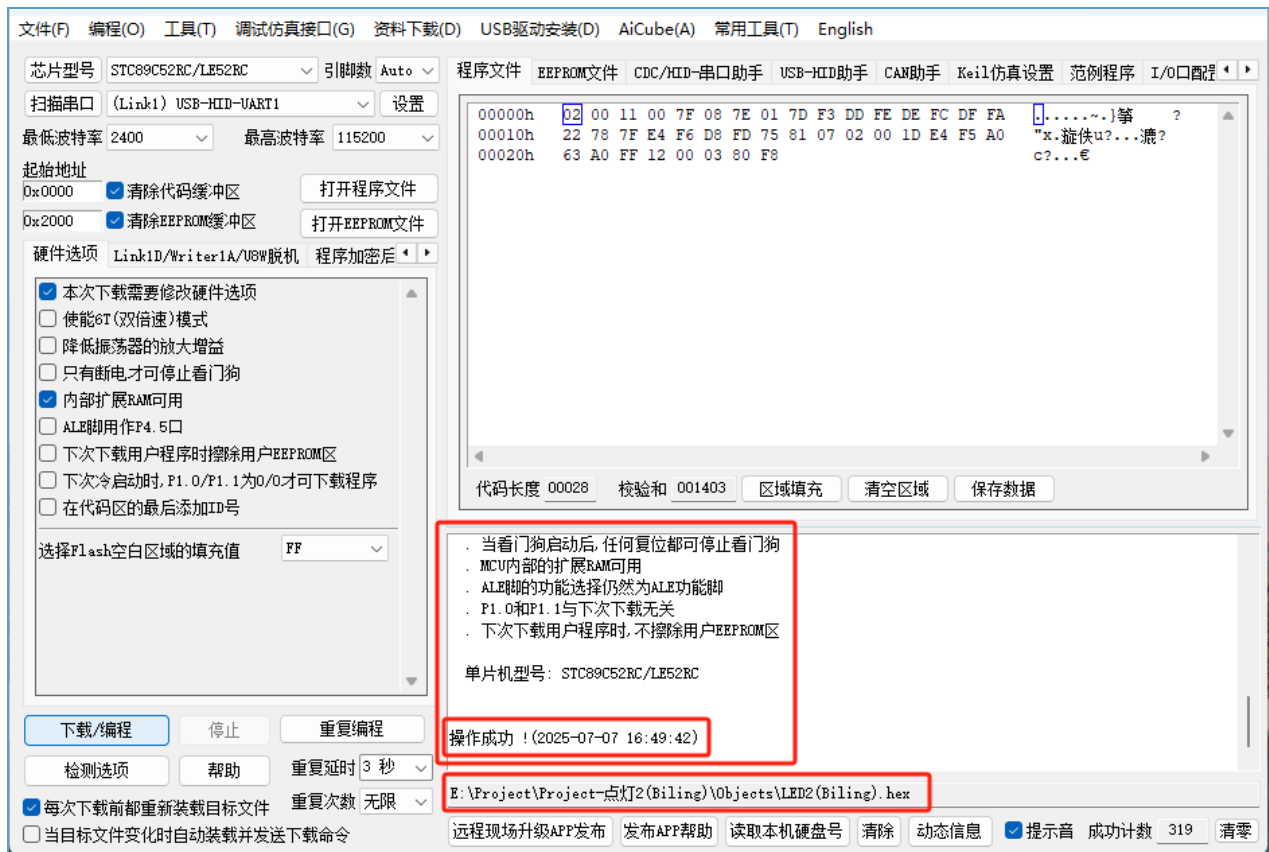 文件(F) 编程(O) 工具(T) 调试仿真接口(G) 资料下载(D) USB驱动安装(D) AiCube(A) 常用工具(T) English
芯片型号 STC89C52RC/LE52RC 引脚数 Auto
扫描串口 (Link1) USB-HID-UART1 设置
最低波特率 2400 最高波特率 115200
起始地址
0x0000 清除代码缓冲区 打开程序文件
0x2000 清除EEPROM缓冲区 打开EEPROM文件
硬件选项 Link1D/Writer1A/U8W脱机 程序加密后
本次下载需要修改硬件选项
使能6T(双倍速)模式
降低振荡器的放大增益
只有断电才可停止看门狗
内部扩展RAM可用
ALE脚用作P4.5口
下次下载用户程序时擦除用户EEPROM区
下次冷启动时,P1.0/P1.1为0/0才可下载程序
在代码区的最后添加ID号
选择Flash空白区域的填充值 FF
下载/编程 停止 重复编程
检测选项 帮助 重复延时 3 秒
每次下载前都重新装载目标文件 重复次数 无限
当目标文件变化时自动装载并发送下载命令
程序文件 EEPROM文件 CDC/HID-串口助手 USB-HID助手 CAN助手 Keil仿真设置 范例程序 I/O口配置
00000h 02 00 11 00 7F 08 7E 01 7D F3 DD FE DE FC DF FA ......~.}箏 ?
00010h 22 78 7F E4 F6 D8 FD 75 81 07 02 00 1D E4 F5 A0 "x.旋佚u?...漉?
00020h 63 A0 FF 12 00 03 80 F8 c?...€
代码长度 00028 校验和 001403 区域填充 清空区域 保存数据
. 当看门狗启动后,任何复位都可停止看门狗
. MCU内部的扩展RAM可用
. ALE脚的功能选择仍然为ALE功能脚
. P1.0和P1.1与下次下载无关
. 下次下载用户程序时,不擦除用户EEPROM区
单片机型号: STC89C52RC/LE52RC
操作成功 !(2025-07-07 16:49:42)
E:\Project\Project-点灯2(Biling)\Objects\LED2(Biling).hex
远程现场升级APP发布 发布APP帮助 读取本机硬盘号 清除 动态信息 提示音 成功计数 319 清零